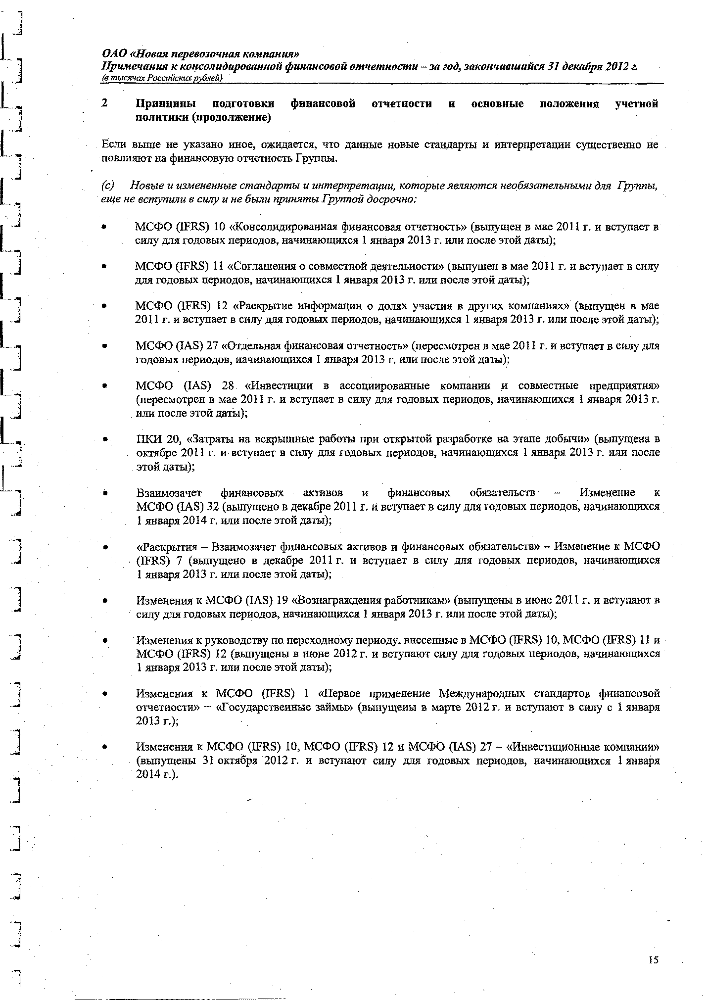 ОАО «Новая перевозочная компания»
Примечания к консолидированной финансовой отчетности – за год, закончившийся 31 декабря 2012 г.
(в тысячах Российских рублей)
2 Принципы подготовки финансовой отчетности и основные положения учетной
политики (продолжение)
Если выше не указано иное, ожидается, что данные новые стандарты и интерпретации существенно не
повлияют на финансовую отчетность Группы.
(c) Новые и измененные стандарты и интерпретации, которые являются необязательными для Группы,
еще не вступили в силу и не были приняты Группой досрочно:
• МСФО (IFRS) 10 «Консолидированная финансовая отчетность» (выпущен в мае 2011 г. и вступает в
силу для годовых периодов, начинающихся 1 января 2013 г. или после этой даты);
• МСФО (IFRS) 11 «Соглашения о совместной деятельности» (выпущен в мае 2011 г. и вступает в силу
для годовых периодов, начинающихся 1 января 2013 г. или после этой даты);
• МСФО (IFRS) 12 «Раскрытие информации о долях участия в других компаниях» (выпущен в мае
2011 г. и вступает в силу для годовых периодов, начинающихся 1 января 2013 г. или после этой даты);
• МСФО (IAS) 27 «Отдельная финансовая отчетность» (пересмотрен в мае 2011 г. и вступает в силу для
годовых периодов, начинающихся 1 января 2013 г. или после этой даты);
• МСФО (IAS) 28 «Инвестиции в ассоциированные компании и совместные предприятия»
(пересмотрен в мае 2011 г. и вступает в силу для годовых периодов, начинающихся 1 января 2013 г.
или после этой даты);
• ПКИ 20, «Затраты на вскрышные работы при открытой разработке на этапе добычи» (выпущена в
октябре 2011 г. и вступает в силу для годовых периодов, начинающихся 1 января 2013 г. или после
этой даты);
• Взаимозачет финансовых активов и финансовых обязательств – Изменение к
МСФО (IAS) 32 (выпущено в декабре 2011 г. и вступает в силу для годовых периодов, начинающихся
1 января 2014 г. или после этой даты);
• «Раскрытия – Взаимозачет финансовых активов и финансовых обязательств» – Изменение к МСФО
(IFRS) 7 (выпущено в декабре 2011 г. и вступает в силу для годовых периодов, начинающихся
1 января 2013 г. или после этой даты);
• Изменения к МСФО (IAS) 19 «Вознаграждения работникам» (выпущены в июне 2011 г. и вступают в
силу для годовых периодов, начинающихся 1 января 2013 г. или после этой даты);
• Изменения к руководству по переходному периоду, внесенные в МСФО (IFRS) 10, МСФО (IFRS) 11 и
МСФО (IFRS) 12 (выпущены в июне 2012 г. и вступают силу для годовых периодов, начинающихся
1 января 2013 г. или после этой даты);
• Изменения к МСФО (IFRS) 1 «Первое применение Международных стандартов финансовой
отчетности» – «Государственные займы» (выпущены в марте 2012 г. и вступают в силу с 1 января
2013 г.);
• Изменения к МСФО (IFRS) 10, МСФО (IFRS) 12 и МСФО (IAS) 27 – «Инвестиционные компании»
(выпущены 31 октября 2012 г. и вступают силу для годовых периодов, начинающихся 1 января
2014 г.).
15